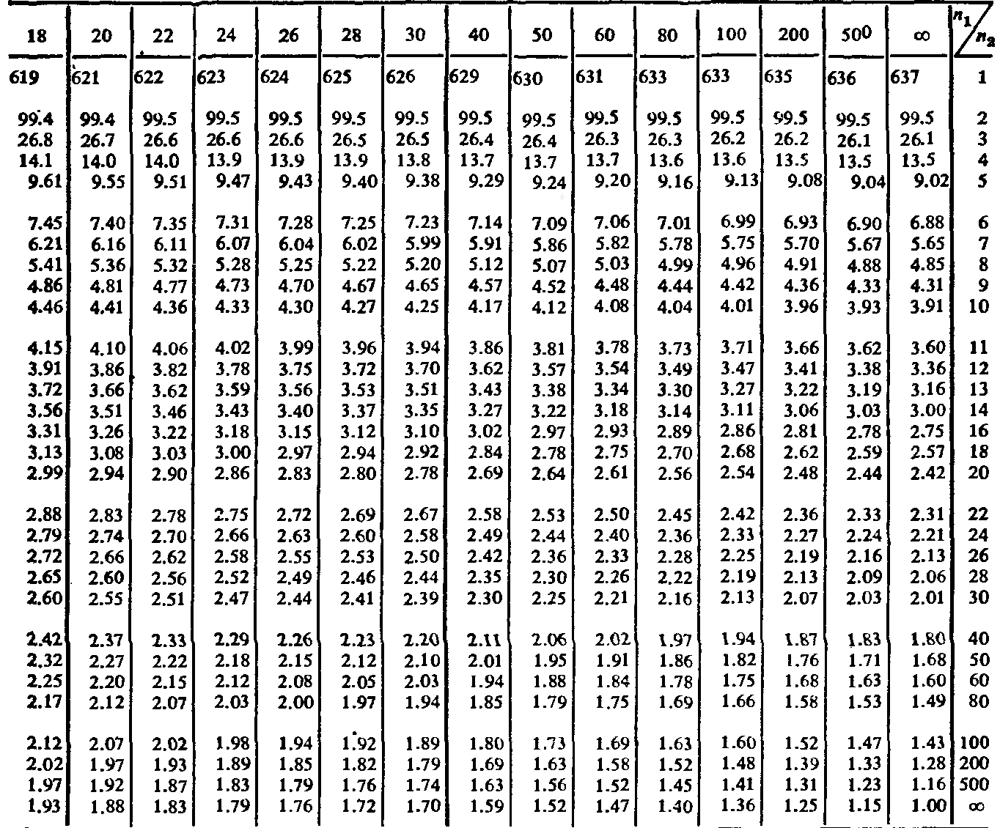 18 20 22 24 26 28 30 40 50 60 80 100 200 500 ∞ n1/n2
619 621 622 623 624 625 626 629 630 631 633 633 635 636 637 1
99.4 99.4 99.5 99.5 99.5 99.5 99.5 99.5 99.5 99.5 99.5 99.5 99.5 99.5 99.5 2
26.8 26.7 26.6 26.6 26.6 26.5 26.5 26.4 26.4 26.3 26.3 26.2 26.2 26.1 26.1 3
14.1 14.0 14.0 13.9 13.9 13.9 13.8 13.7 13.7 13.7 13.6 13.6 13.5 13.5 13.5 4
9.61 9.55 9.51 9.47 9.43 9.40 9.38 9.29 9.24 9.20 9.16 9.13 9.08 9.04 9.02 5
7.45 7.40 7.35 7.31 7.28 7.25 7.23 7.14 7.09 7.06 7.01 6.99 6.93 6.90 6.88 6
6.21 6.16 6.11 6.07 6.04 6.02 5.99 5.91 5.86 5.82 5.78 5.75 5.70 5.67 5.65 7
5.41 5.36 5.32 5.28 5.25 5.22 5.20 5.12 5.07 5.03 4.99 4.96 4.91 4.88 4.85 8
4.86 4.81 4.77 4.73 4.70 4.67 4.65 4.57 4.52 4.48 4.44 4.42 4.36 4.33 4.31 9
4.46 4.41 4.36 4.33 4.30 4.27 4.25 4.17 4.12 4.08 4.04 4.01 3.96 3.93 3.91 10
4.15 4.10 4.06 4.02 3.99 3.96 3.94 3.86 3.81 3.78 3.73 3.71 3.66 3.62 3.60 11
3.91 3.86 3.82 3.78 3.75 3.72 3.70 3.62 3.57 3.54 3.49 3.47 3.41 3.38 3.36 12
3.72 3.66 3.62 3.59 3.56 3.53 3.51 3.43 3.38 3.34 3.30 3.27 3.22 3.19 3.16 13
3.56 3.51 3.46 3.43 3.40 3.37 3.35 3.27 3.22 3.18 3.14 3.11 3.06 3.03 3.00 14
3.31 3.26 3.22 3.18 3.15 3.12 3.10 3.02 2.97 2.93 2.89 2.86 2.81 2.78 2.75 16
3.13 3.08 3.03 3.00 2.97 2.94 2.92 2.84 2.78 2.75 2.70 2.68 2.62 2.59 2.57 18
2.99 2.94 2.90 2.86 2.83 2.80 2.78 2.69 2.64 2.61 2.56 2.54 2.48 2.44 2.42 20
2.88 2.83 2.78 2.75 2.72 2.69 2.67 2.58 2.53 2.50 2.45 2.42 2.36 2.33 2.31 22
2.79 2.74 2.70 2.66 2.63 2.60 2.58 2.49 2.44 2.40 2.36 2.33 2.27 2.24 2.21 24
2.72 2.66 2.62 2.58 2.55 2.53 2.50 2.42 2.36 2.33 2.28 2.25 2.19 2.16 2.13 26
2.65 2.60 2.56 2.52 2.49 2.46 2.44 2.35 2.30 2.26 2.22 2.19 2.13 2.09 2.06 28
2.60 2.55 2.51 2.47 2.44 2.41 2.39 2.30 2.25 2.21 2.16 2.13 2.07 2.03 2.01 30
2.42 2.37 2.33 2.29 2.26 2.23 2.20 2.11 2.06 2.02 1.97 1.94 1.87 1.83 1.80 40
2.32 2.27 2.22 2.18 2.15 2.12 2.10 2.01 1.95 1.91 1.86 1.82 1.76 1.71 1.68 50
2.25 2.20 2.15 2.12 2.08 2.05 2.03 1.94 1.88 1.84 1.78 1.75 1.68 1.63 1.60 60
2.17 2.12 2.07 2.03 2.00 1.97 1.94 1.85 1.79 1.75 1.69 1.66 1.58 1.53 1.49 80
2.12 2.07 2.02 1.98 1.94 1.92 1.89 1.80 1.73 1.69 1.63 1.60 1.52 1.47 1.43 100
2.02 1.97 1.93 1.89 1.85 1.82 1.79 1.69 1.63 1.58 1.52 1.48 1.39 1.33 1.28 200
1.97 1.92 1.87 1.83 1.79 1.76 1.74 1.63 1.56 1.52 1.45 1.41 1.31 1.23 1.16 500
1.93 1.88 1.83 1.79 1.76 1.72 1.70 1.59 1.52 1.47 1.40 1.36 1.25 1.15 1.00 ∞